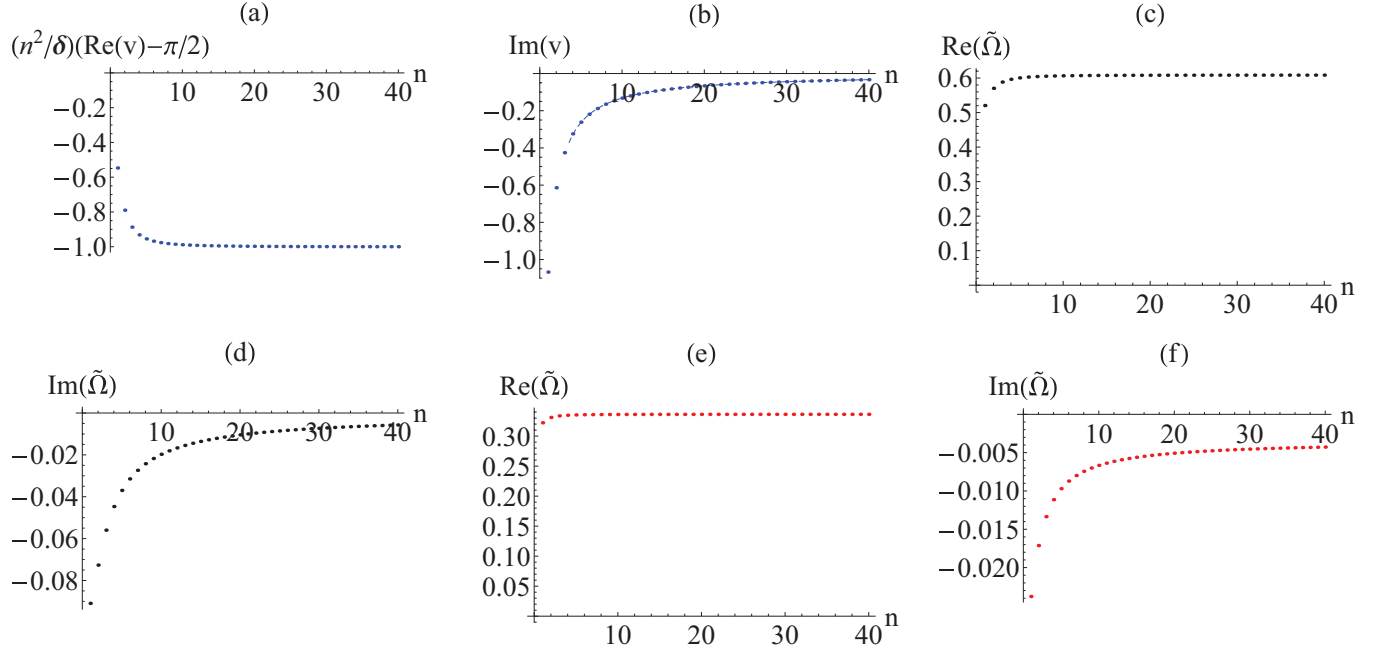 (a)
(n²/δ)(Re(v)−π/2)
n
10 20 30 40
−0.2
−0.4
−0.6
−0.8
−1.0
(b)
Im(v)
n
10 20 30 40
−0.2
−0.4
−0.6
−0.8
−1.0
(c)
Re(Ω̃)
0.6
0.5
0.4
0.3
0.2
0.1
n
10 20 30 40
(d)
Im(Ω̃)
n
10 20 30 40
−0.02
−0.04
−0.06
−0.08
(e)
Re(Ω̃)
0.30
0.25
0.20
0.15
0.10
0.05
n
10 20 30 40
(f)
Im(Ω̃)
n
10 20 30 40
−0.005
−0.010
−0.015
−0.020